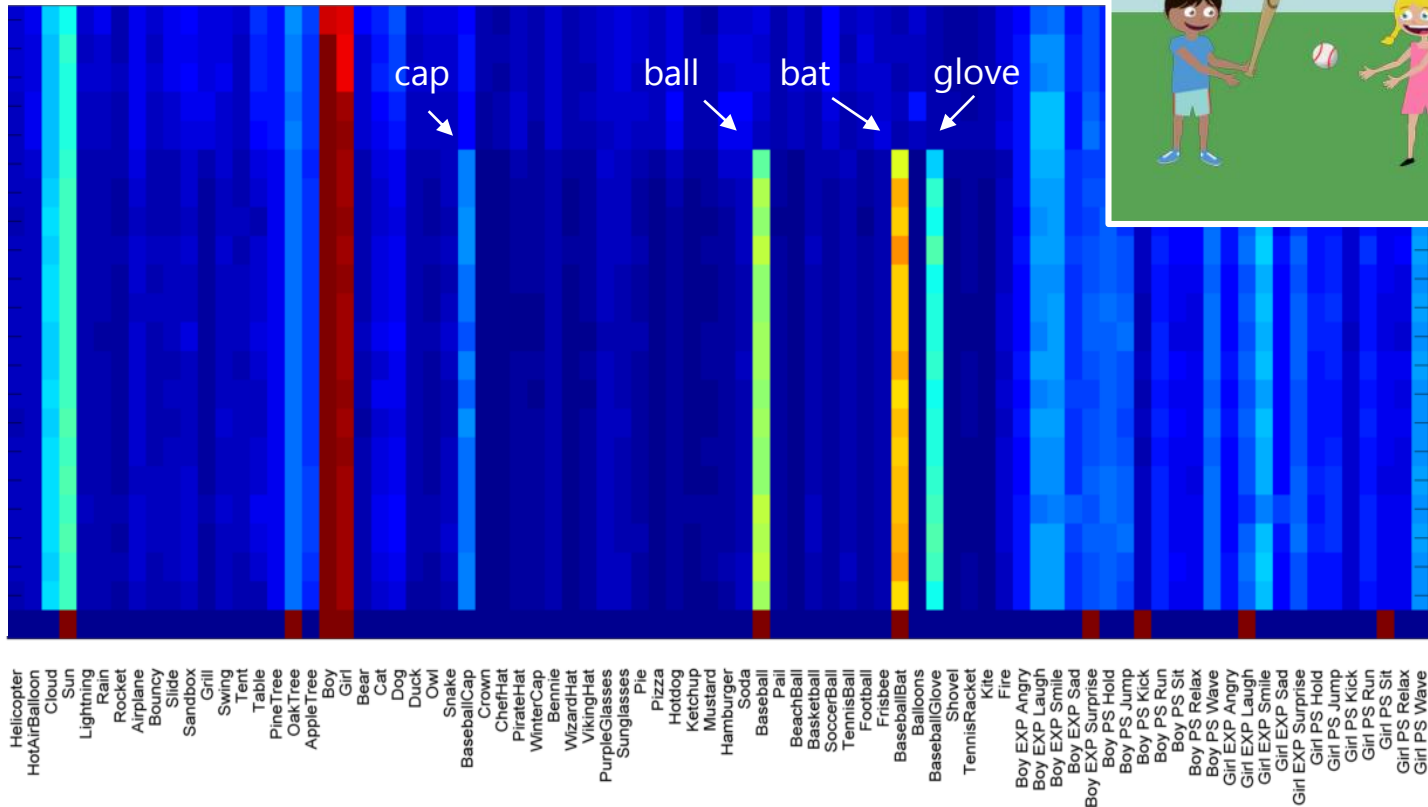 cap
ball
bat
glove
Helicopter
HotAirBalloon
Cloud
Sun
Lightning
Rain
Rocket
Airplane
Bouncy
Slide
Sandbox
Grill
Swing
Tent
Table
PineTree
OakTree
AppleTree
Boy
Girl
Bear
Cat
Dog
Duck
Owl
Snake
BaseballCap
Crown
ChefHat
PirateHat
WinterCap
Bennie
WizardHat
VikingHat
PurpleGlasses
Sunglasses
Pie
Pizza
Hotdog
Ketchup
Mustard
Hamburger
Soda
Baseball
Pail
BeachBall
Basketball
SoccerBall
TennisBall
Football
Frisbee
BaseballBat
Balloons
BaseballGlove
Shovel
TennisRacket
Kite
Fire
Boy EXP Angry
Boy EXP Laugh
Boy EXP Smile
Boy EXP Sad
Boy EXP Surprise
Boy PS Hold
Boy PS Jump
Boy PS Kick
Boy PS Run
Boy PS Sit
Boy PS Relax
Boy PS Wave
Girl EXP Angry
Girl EXP Laugh
Girl EXP Smile
Girl EXP Sad
Girl EXP Surprise
Girl PS Hold
Girl PS Jump
Girl PS Kick
Girl PS Run
Girl PS Sit
Girl PS Relax
Girl PS Wave